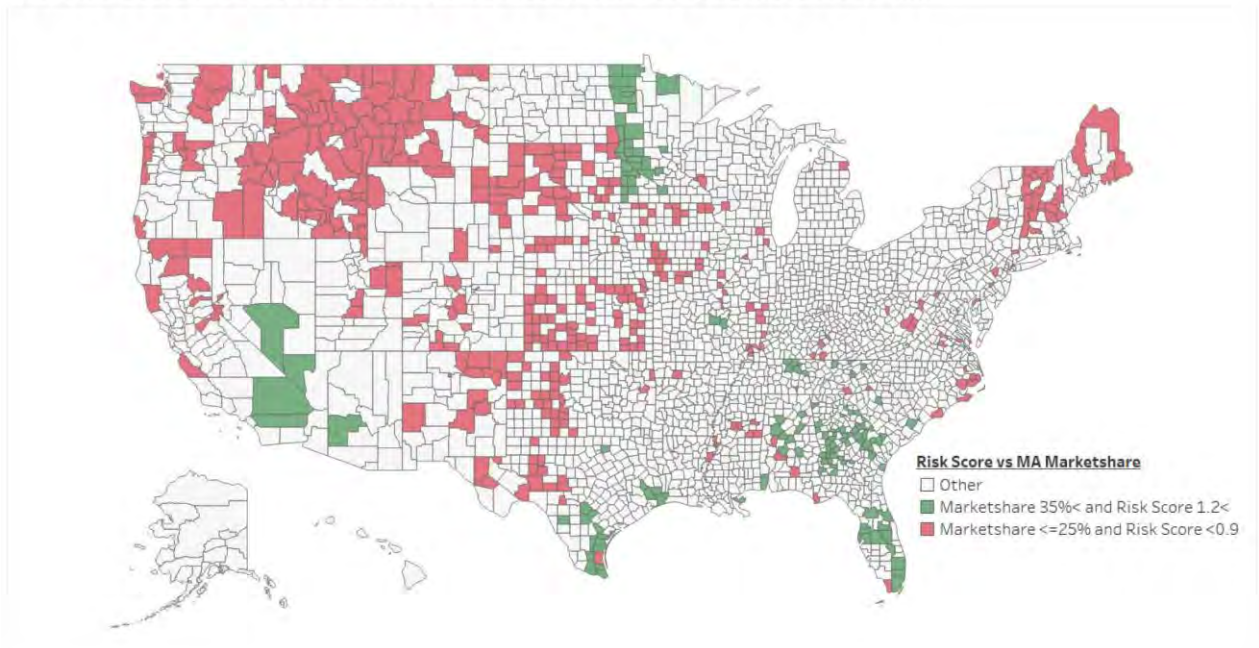 Risk Score vs MA Marketshare
Other
Marketshare 35%< and Risk Score 1.2<
Marketshare <=25% and Risk Score <0.9